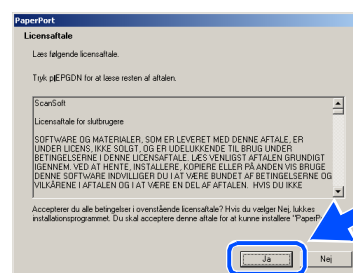 PaperPort
Licensaftale
Læs følgende licensaftale.
Tryk pƒEPGDN for at læse resten af aftalen.
ScanSoft
Licensaftale for slutbrugere
SOFTWARE OG MATERIALER, SOM ER LEVERET MED DENNE AFTALE, ER
UNDER LICENS, IKKE SOLGT, OG ER UDELUKKENDE TIL BRUG UNDER
BETINGELSERNE I DENNE LICENSAFTALE. LÆS VENLIGST AFTALEN GRUNDIGT
IGENNEM. VED AT HENTE, INSTALLERE, KOPIERE ELLER PÅ ANDEN VIS BRUGE
DENNE SOFTWARE INDVILLIGER DU I AT VÆRE BUNDET AF BETINGELSERNE OG
VILKÅRENE I AFTALEN OG I AT VÆRE EN DEL AF AFTALEN. HVIS DU IKKE
Accepterer du alle betingelser i ovenstående licensaftale? Hvis du vælger Nej, lukkes
installationsprogrammet. Du skal acceptere denne aftale for at kunne installere "PaperP
Ja
Nej